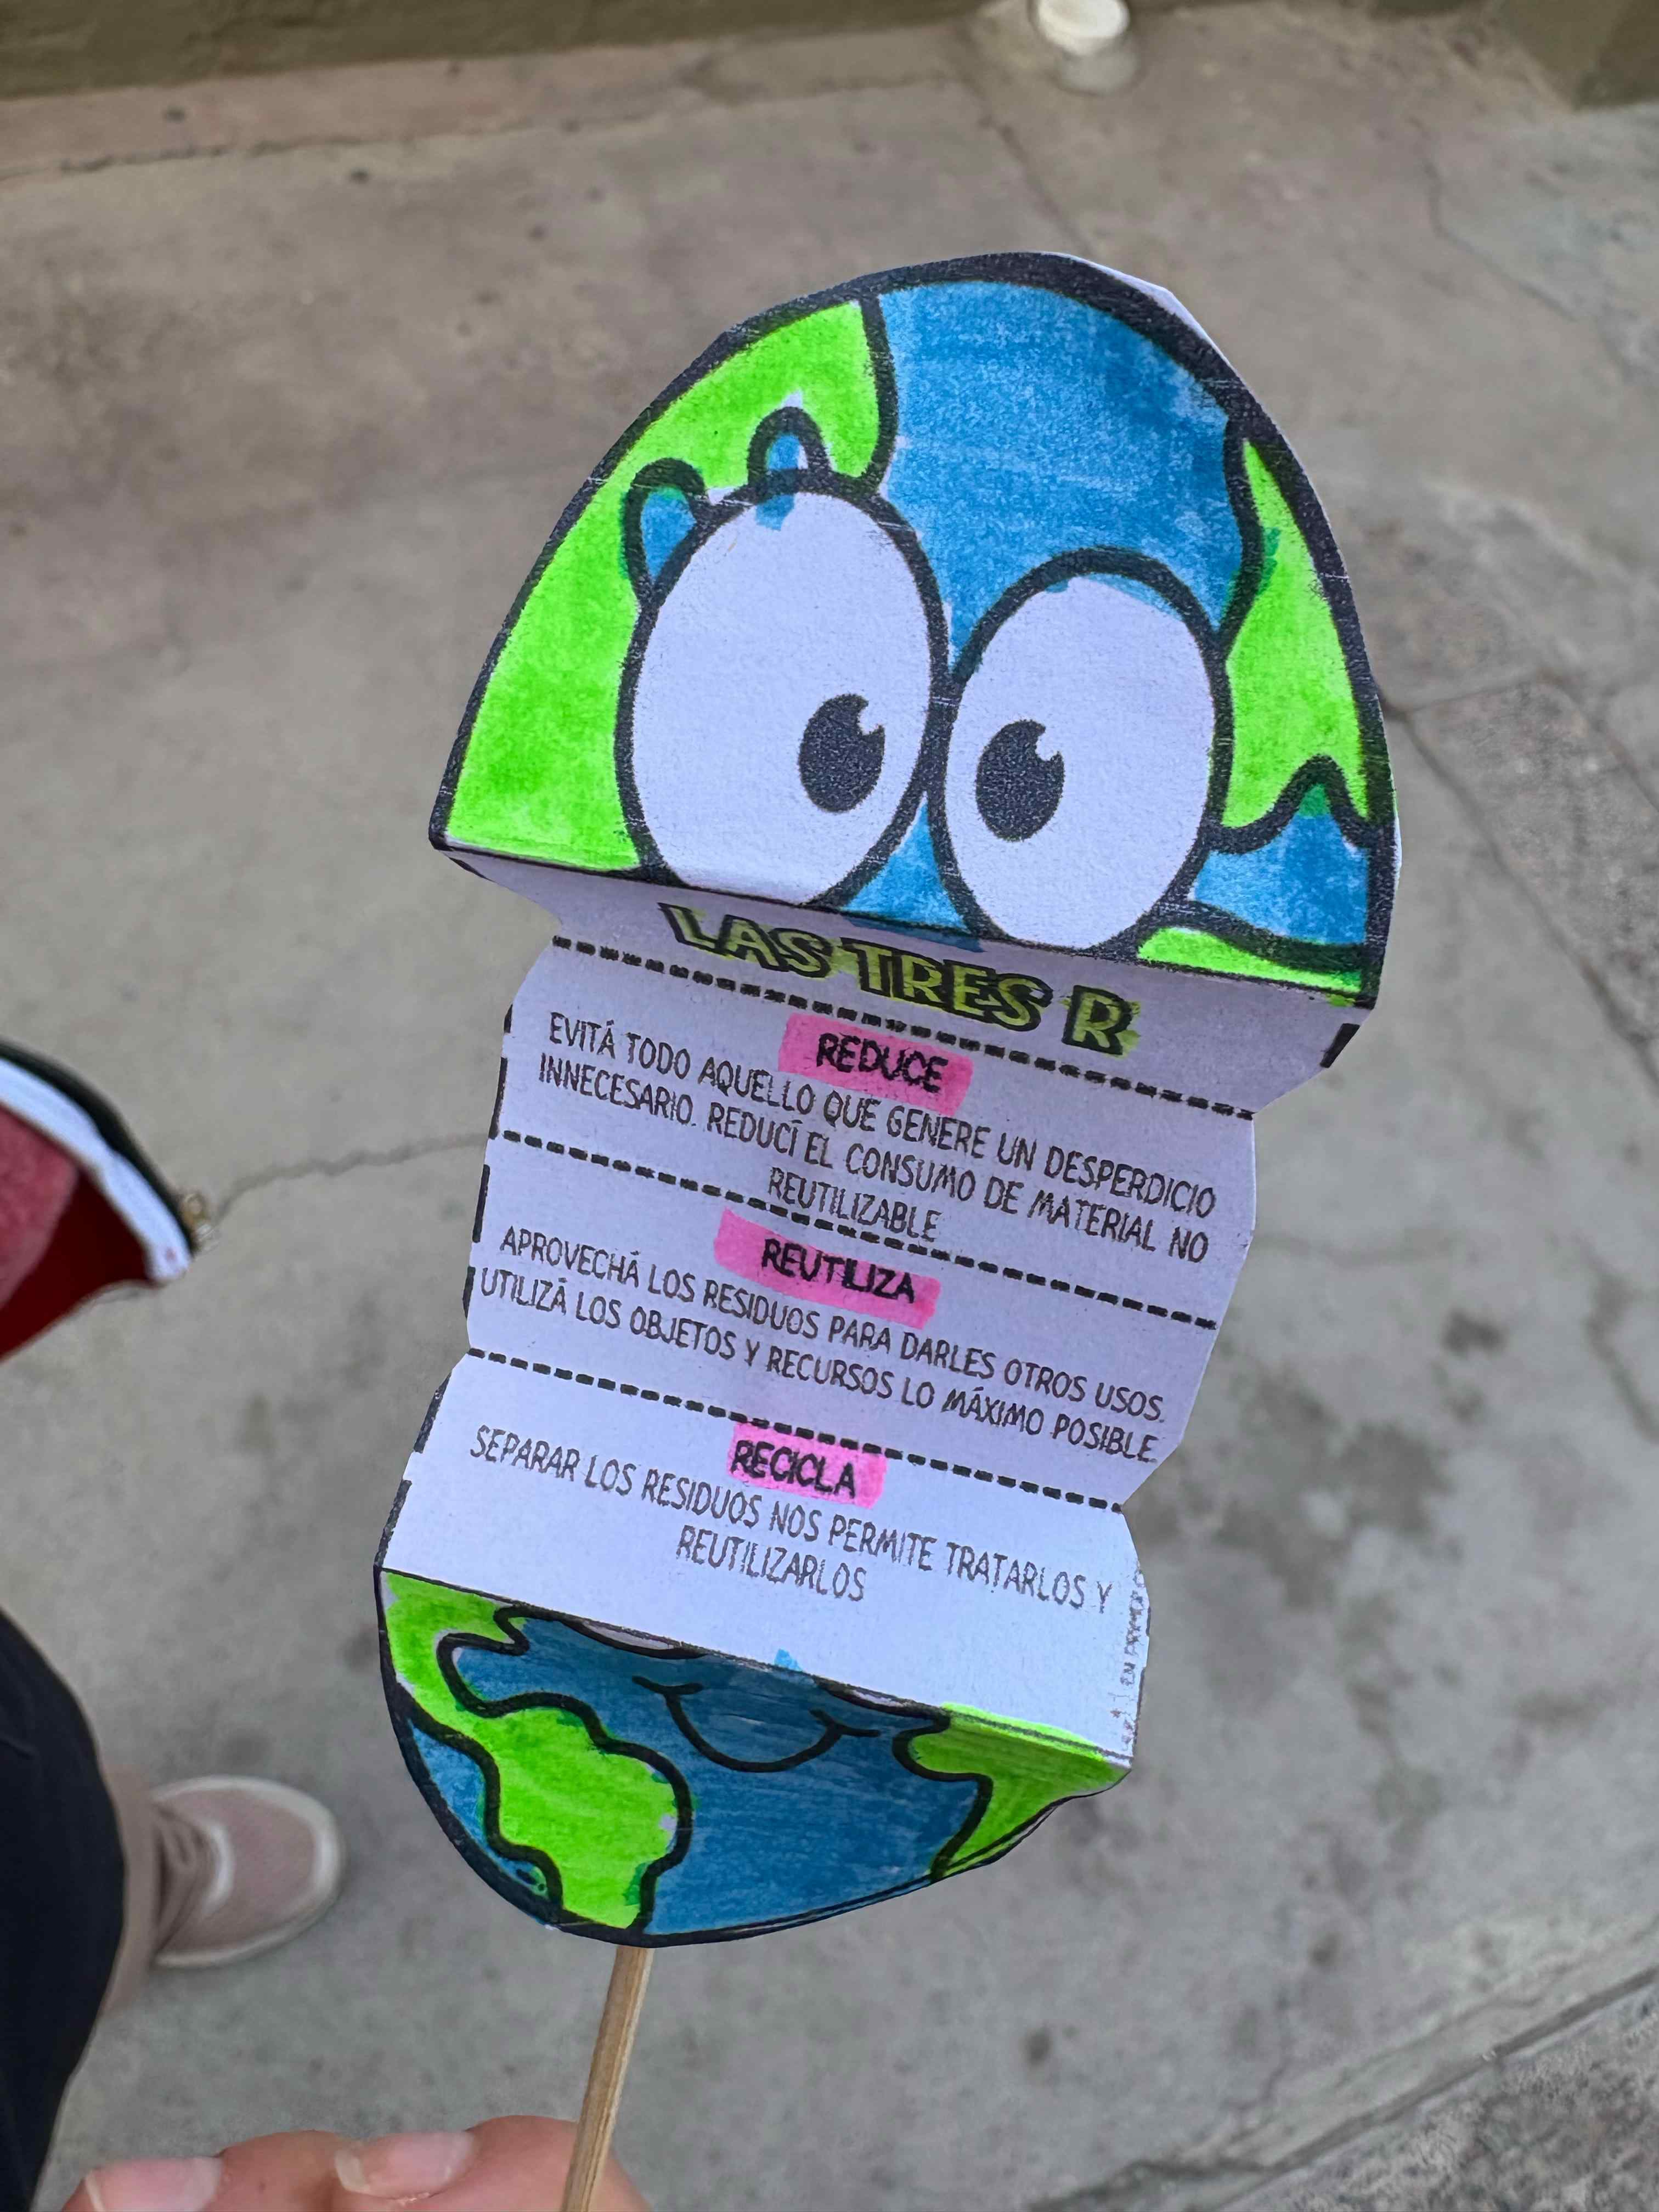 LAS TRES R
REDUCE
EVITÁ TODO AQUELLO QUE GENERE UN DESPERDICIO
INNECESARIO. REDUCÍ EL CONSUMO DE MATERIAL NO
REUTILIZABLE
REUTILIZA
APROVECHÁ LOS RESIDUOS PARA DARLES OTROS USOS.
UTILIZÁ LOS OBJETOS Y RECURSOS LO MÁXIMO POSIBLE.
RECICLA
SEPARAR LOS RESIDUOS NOS PERMITE TRATARLOS Y
REUTILIZARLOS